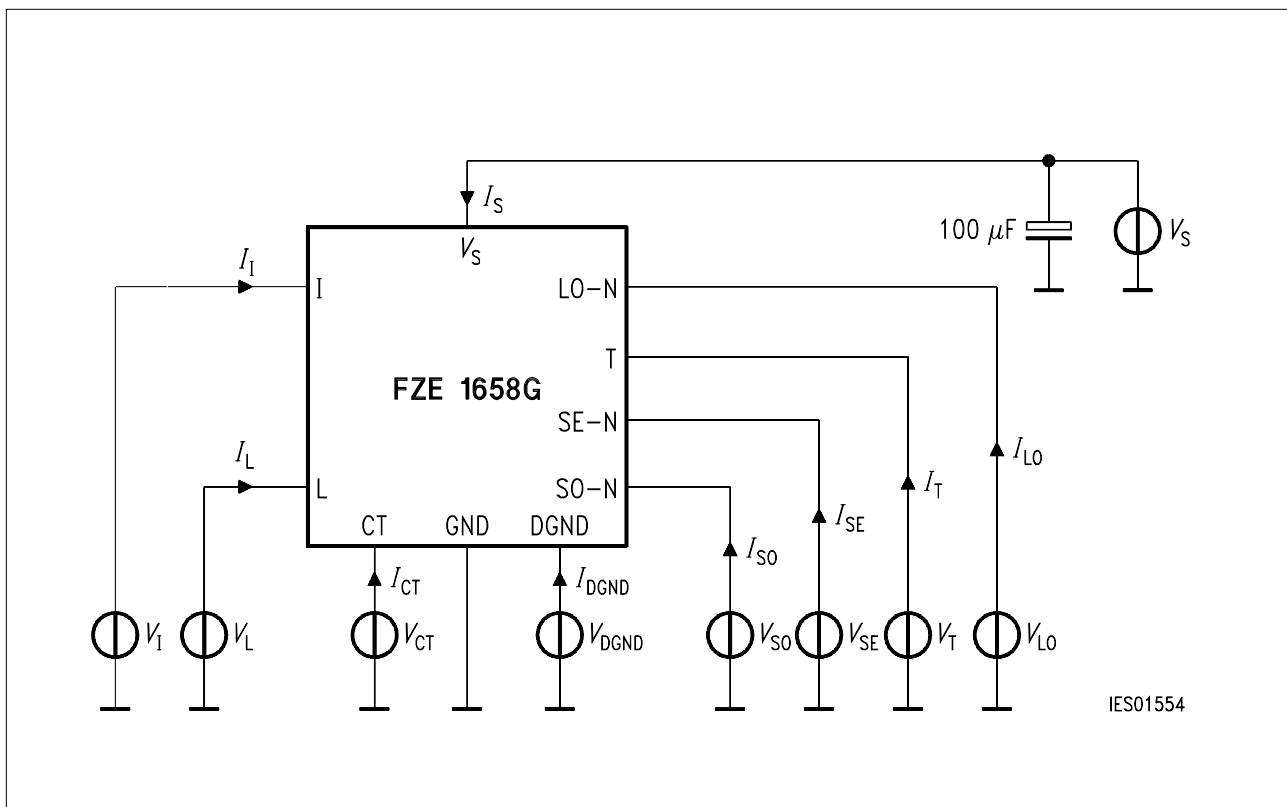 I_S
100 μF
V_S
V_S
I_I
I
LO-N
T
FZE 1658G
SE-N
I_L
I_LO
L
SO-N
I_T
CT
GND
DGND
I_SE
I_SO
I_CT
I_DGND
V_I
V_L
V_CT
V_DGND
V_SO
V_SE
V_T
V_LO
IES01554